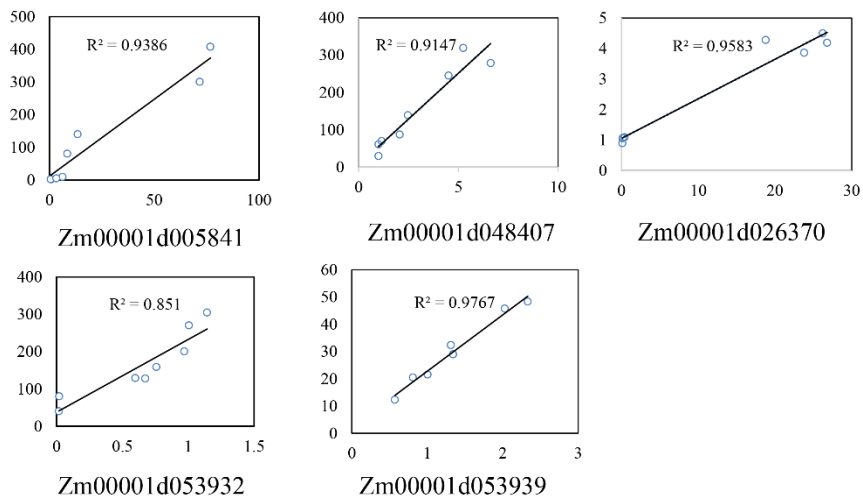 500
400
300
200
100
0
R² = 0.9386
0 50 100
Zm00001d005841
400
300
200
100
0
R² = 0.9147
0 5 10
Zm00001d048407
5
4
3
2
1
0
R² = 0.9583
0 10 20 30
Zm00001d026370
400
300
200
100
0
R² = 0.851
0 0.5 1 1.5
Zm00001d053932
60
50
40
30
20
10
0
R² = 0.9767
0 1 2 3
Zm00001d053939